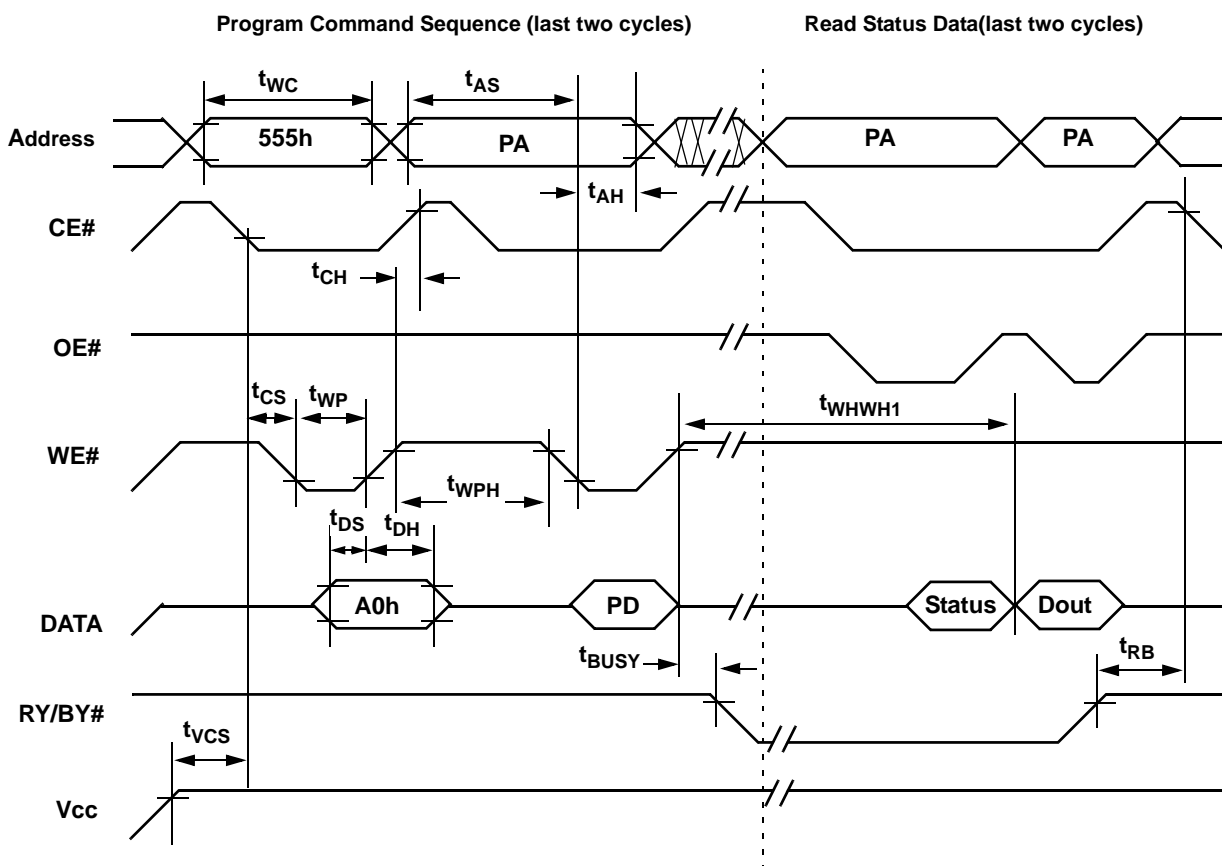 Program Command Sequence (last two cycles)
Read Status Data(last two cycles)
tWC
tAS
Address
555h
PA
PA
PA
tAH
CE#
tCH
OE#
tCS
tWP
tWHWH1
WE#
tWPH
tDS
tDH
A0h
PD
Status
Dout
DATA
tBUSY
tRB
RY/BY#
tVCS
Vcc